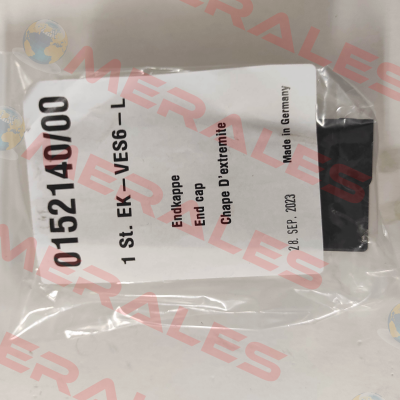 0152140/00
1 St. EK-VES6-L
Endkappe
End cap
Chape D'extremite
28. SEP. 2023
Made in Germany
MERALES
MERALES
MERALES